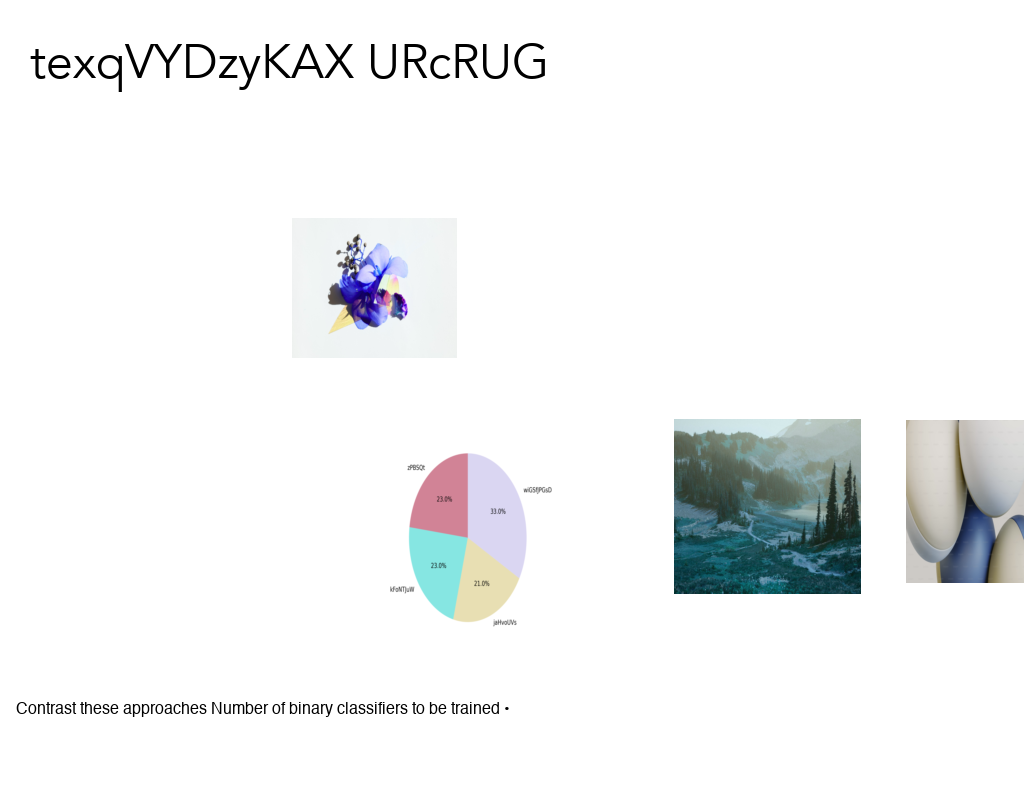 texqVYDzyKAX URcRUG
zPBSQt
wiGSfJPGsD
23.0%
33.0%
23.0%
21.0%
kFoNTJuW
jaHvoUVs
Contrast these approaches Number of binary classifiers to be trained •